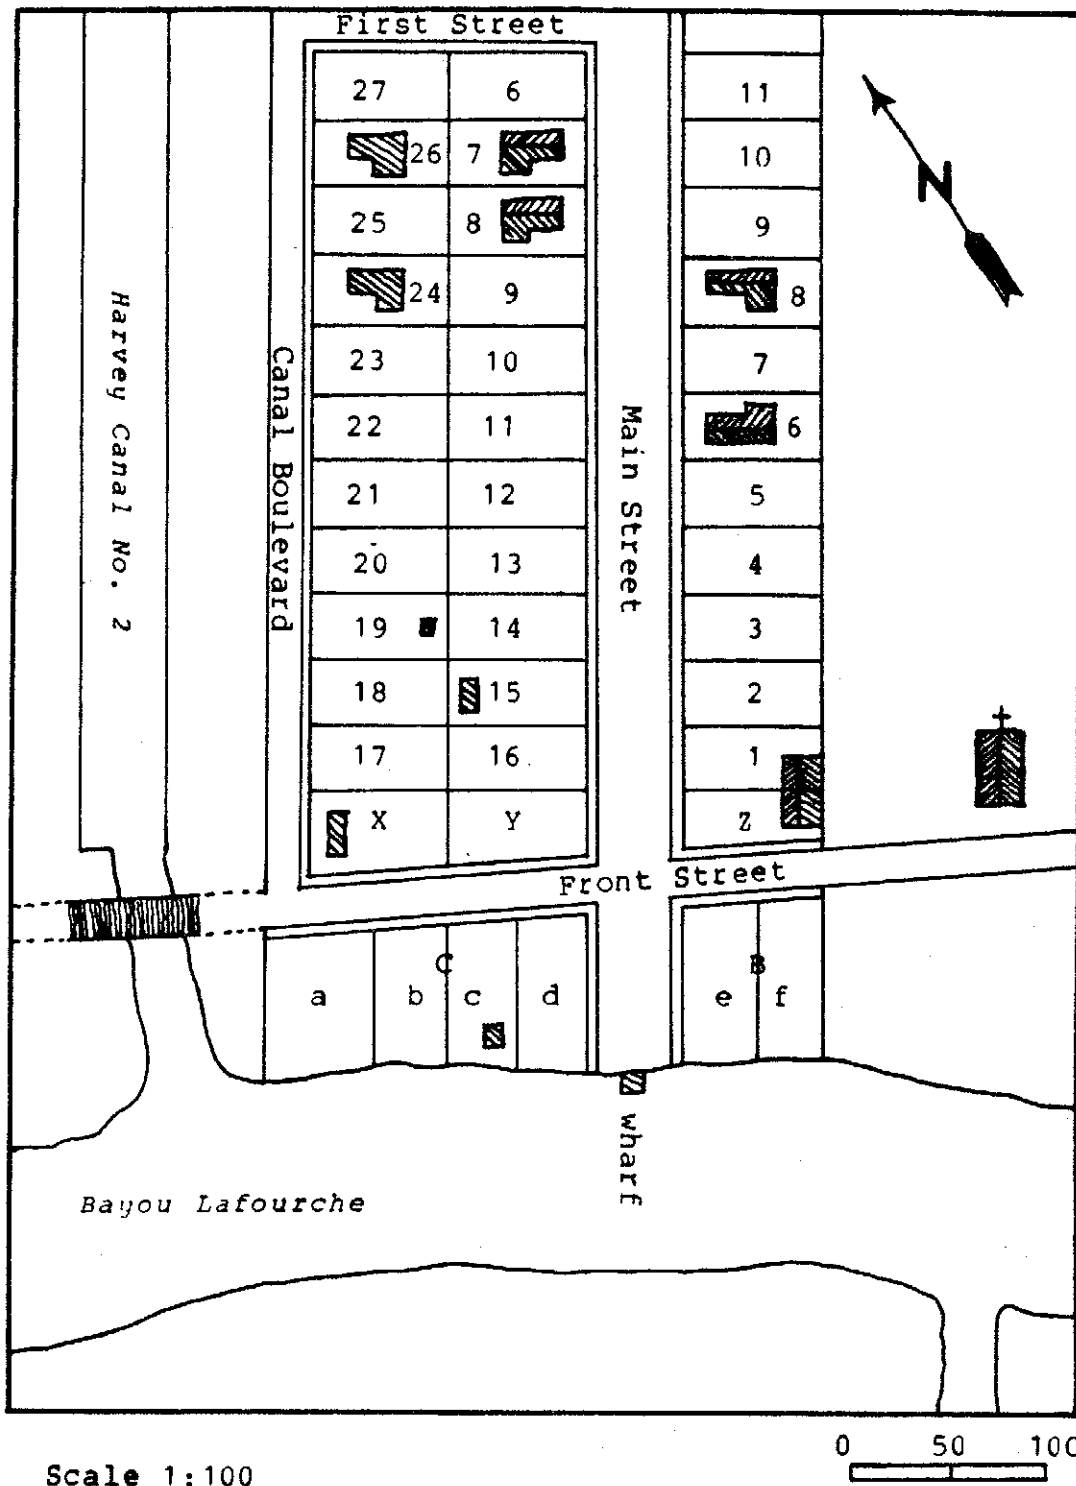 First Street
27 6 11
26 7 10
25 8 9
24 9 8
23 10 7
22 11 6
21 12 5
20 13 4
19 14 3
18 15 2
17 16 1
X Y Z
N
Harvey Canal No. 2
Canal Boulevard
Main Street
Front Street
C B
a b c d e f
wharf
Bayou Lafourche
Scale 1:100
0 50 100